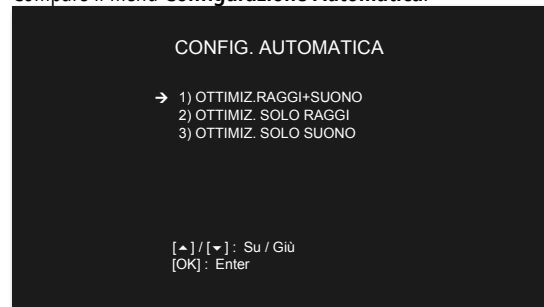 Compare il menu Configurazione Automatica.
CONFIG. AUTOMATICA
→ 1) OTTIMIZ.RAGGI+SUONO
2) OTTIMIZ. SOLO RAGGI
3) OTTIMIZ. SOLO SUONO
[▲] / [▼] : Su / Giù
[OK] : Enter